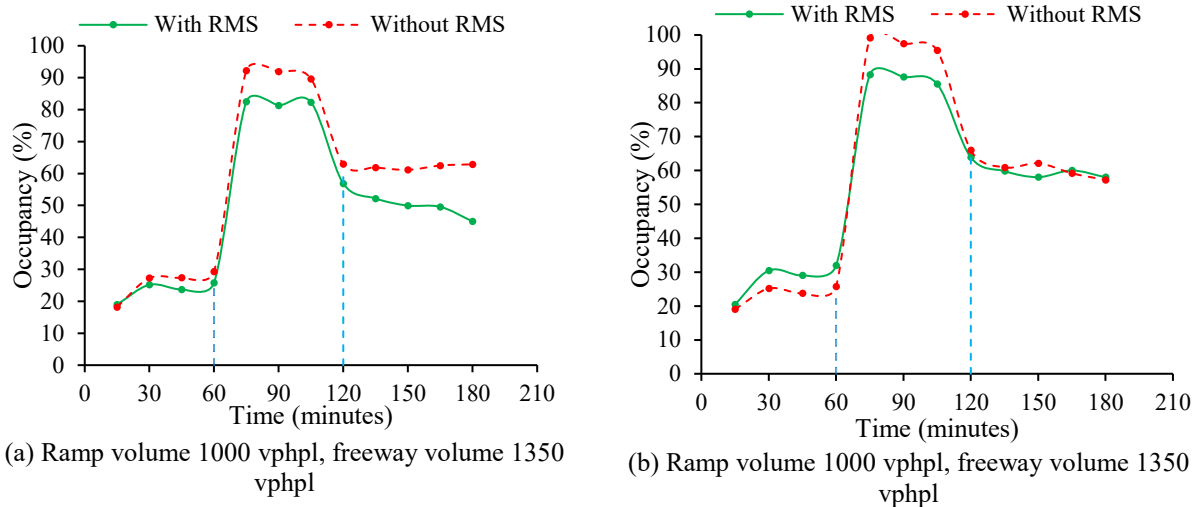 With RMS Without RMS
100
90
80
70
60
50
40
30
20
10
0
Occupancy (%)
0 30 60 90 120 150 180 210
Time (minutes)
(a) Ramp volume 1000 vphpl, freeway volume 1350
vphpl
With RMS Without RMS
100
90
80
70
60
50
40
30
20
10
0
Occupancy (%)
0 30 60 90 120 150 180 210
Time (minutes)
(b) Ramp volume 1000 vphpl, freeway volume 1350
vphpl